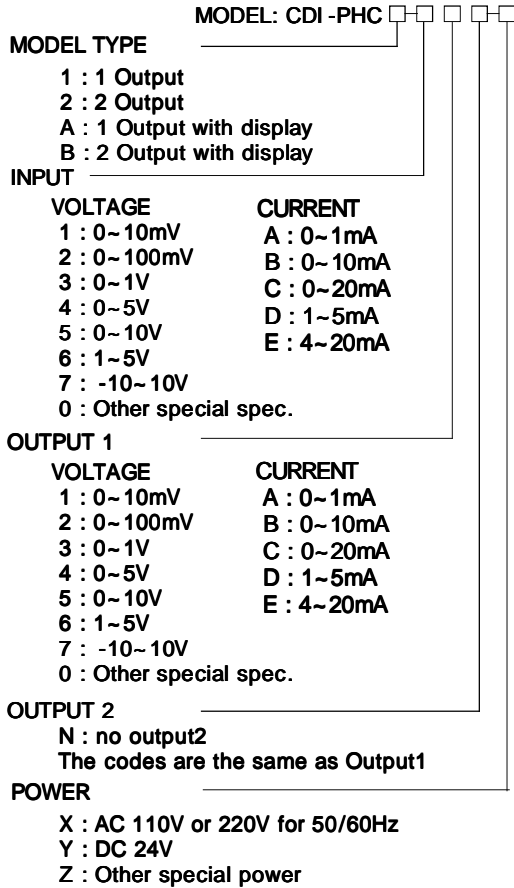 MODEL: CDI -PHC □-□ □ □-□
MODEL TYPE
1 : 1 Output
2 : 2 Output
A : 1 Output with display
B : 2 Output with display
INPUT
VOLTAGE CURRENT
1 : 0~10mV A : 0~1mA
2 : 0~100mV B : 0~10mA
3 : 0~1V C : 0~20mA
4 : 0~5V D : 1~5mA
5 : 0~10V E : 4~20mA
6 : 1~5V
7 : -10~10V
0 : Other special spec.
OUTPUT 1
VOLTAGE CURRENT
1 : 0~10mV A : 0~1mA
2 : 0~100mV B : 0~10mA
3 : 0~1V C : 0~20mA
4 : 0~5V D : 1~5mA
5 : 0~10V E : 4~20mA
6 : 1~5V
7 : -10~10V
0 : Other special spec.
OUTPUT 2
N : no output2
The codes are the same as Output1
POWER
X : AC 110V or 220V for 50/60Hz
Y : DC 24V
Z : Other special power